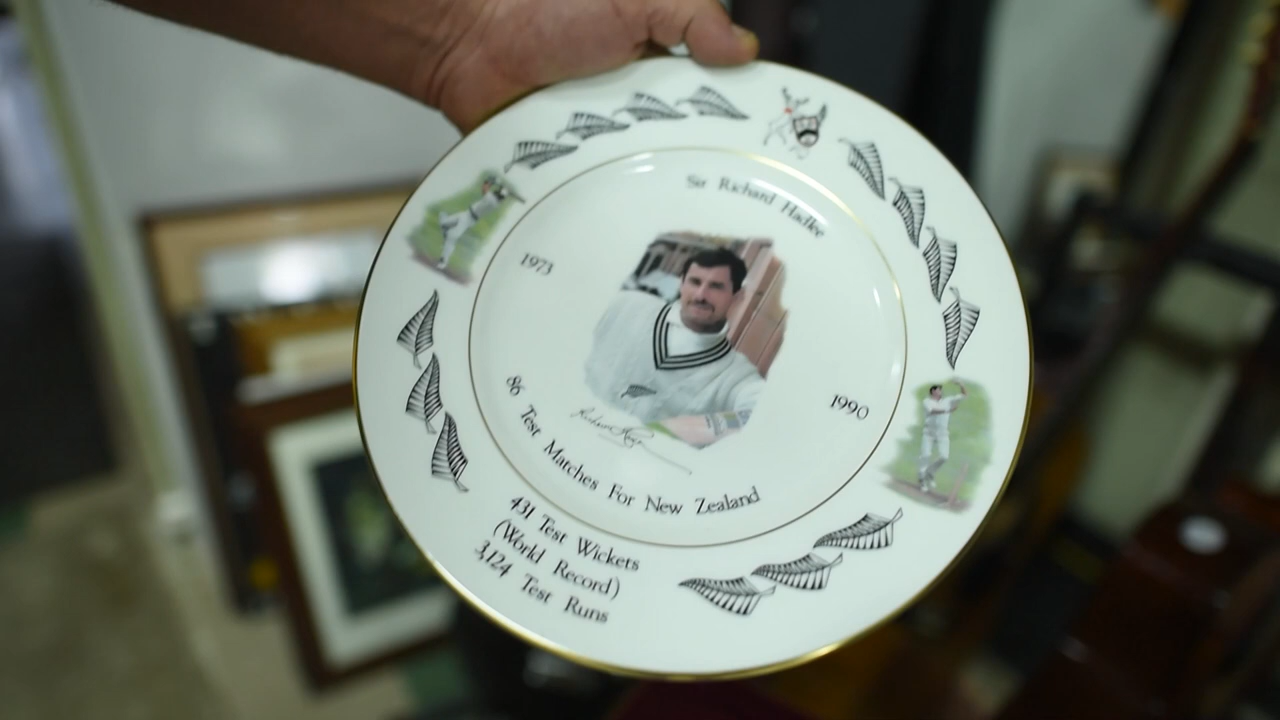 Sir Richard Hadlee
1973
1990
86 Test Matches For New Zealand
431 Test Wickets
(World Record)
3,124 Test Runs